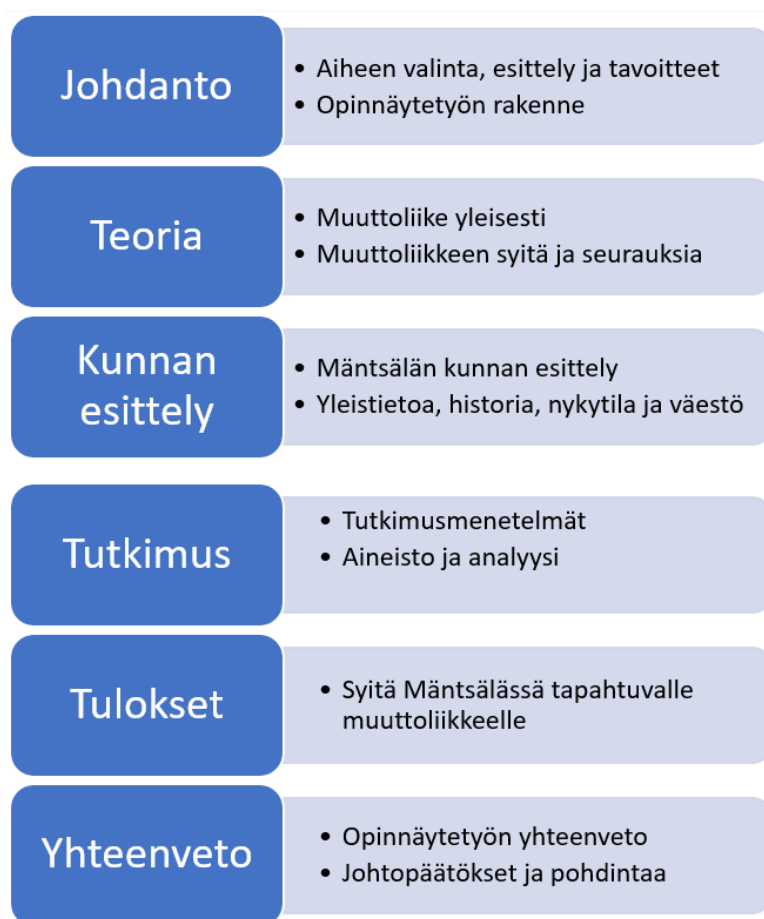 Johdanto
• Aiheen valinta, esittely ja tavoitteet
• Opinnäytetyön rakenne
Teoria
• Muuttoliike yleisesti
• Muuttoliikkeen syitä ja seurauksia
Kunnan
esittely
• Mäntsälän kunnan esittely
• Yleistietoa, historia, nykytila ja väestö
Tutkimus
• Tutkimusmenetelmät
• Aineisto ja analyysi
Tulokset
• Syitä Mäntsälässä tapahtuvalle
muuttoliikkeelle
Yhteenveto
• Opinnäytetyön yhteenveto
• Johtopäätökset ja pohdintaa